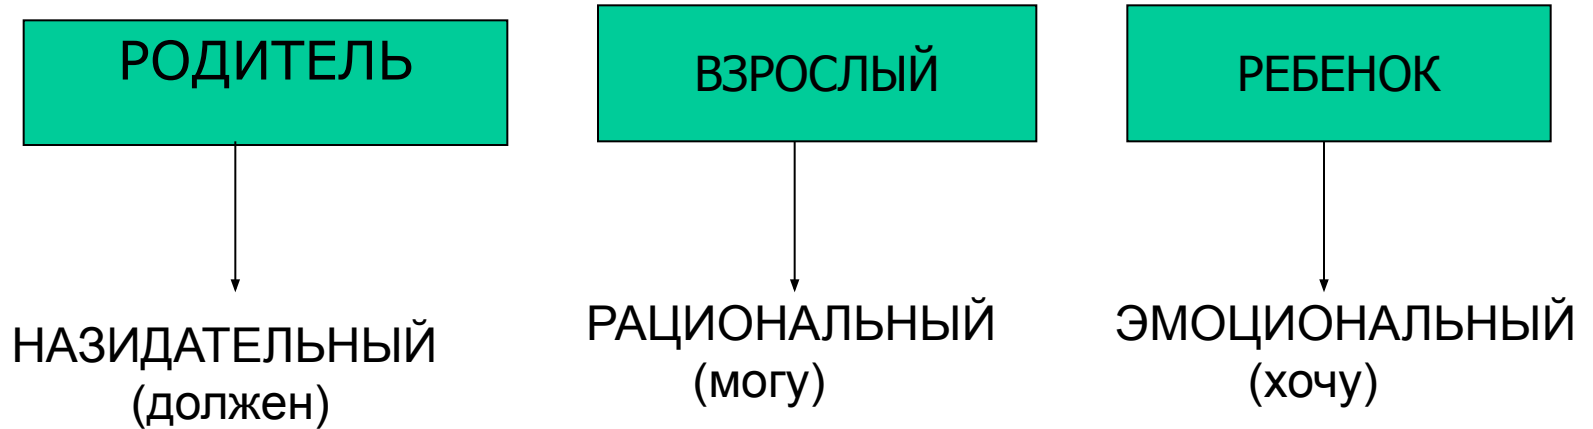 РОДИТЕЛЬ
ВЗРОСЛЫЙ
РЕБЕНОК
НАЗИДАТЕЛЬНЫЙ
(должен)
РАЦИОНАЛЬНЫЙ
(могу)
ЭМОЦИОНАЛЬНЫЙ
(хочу)